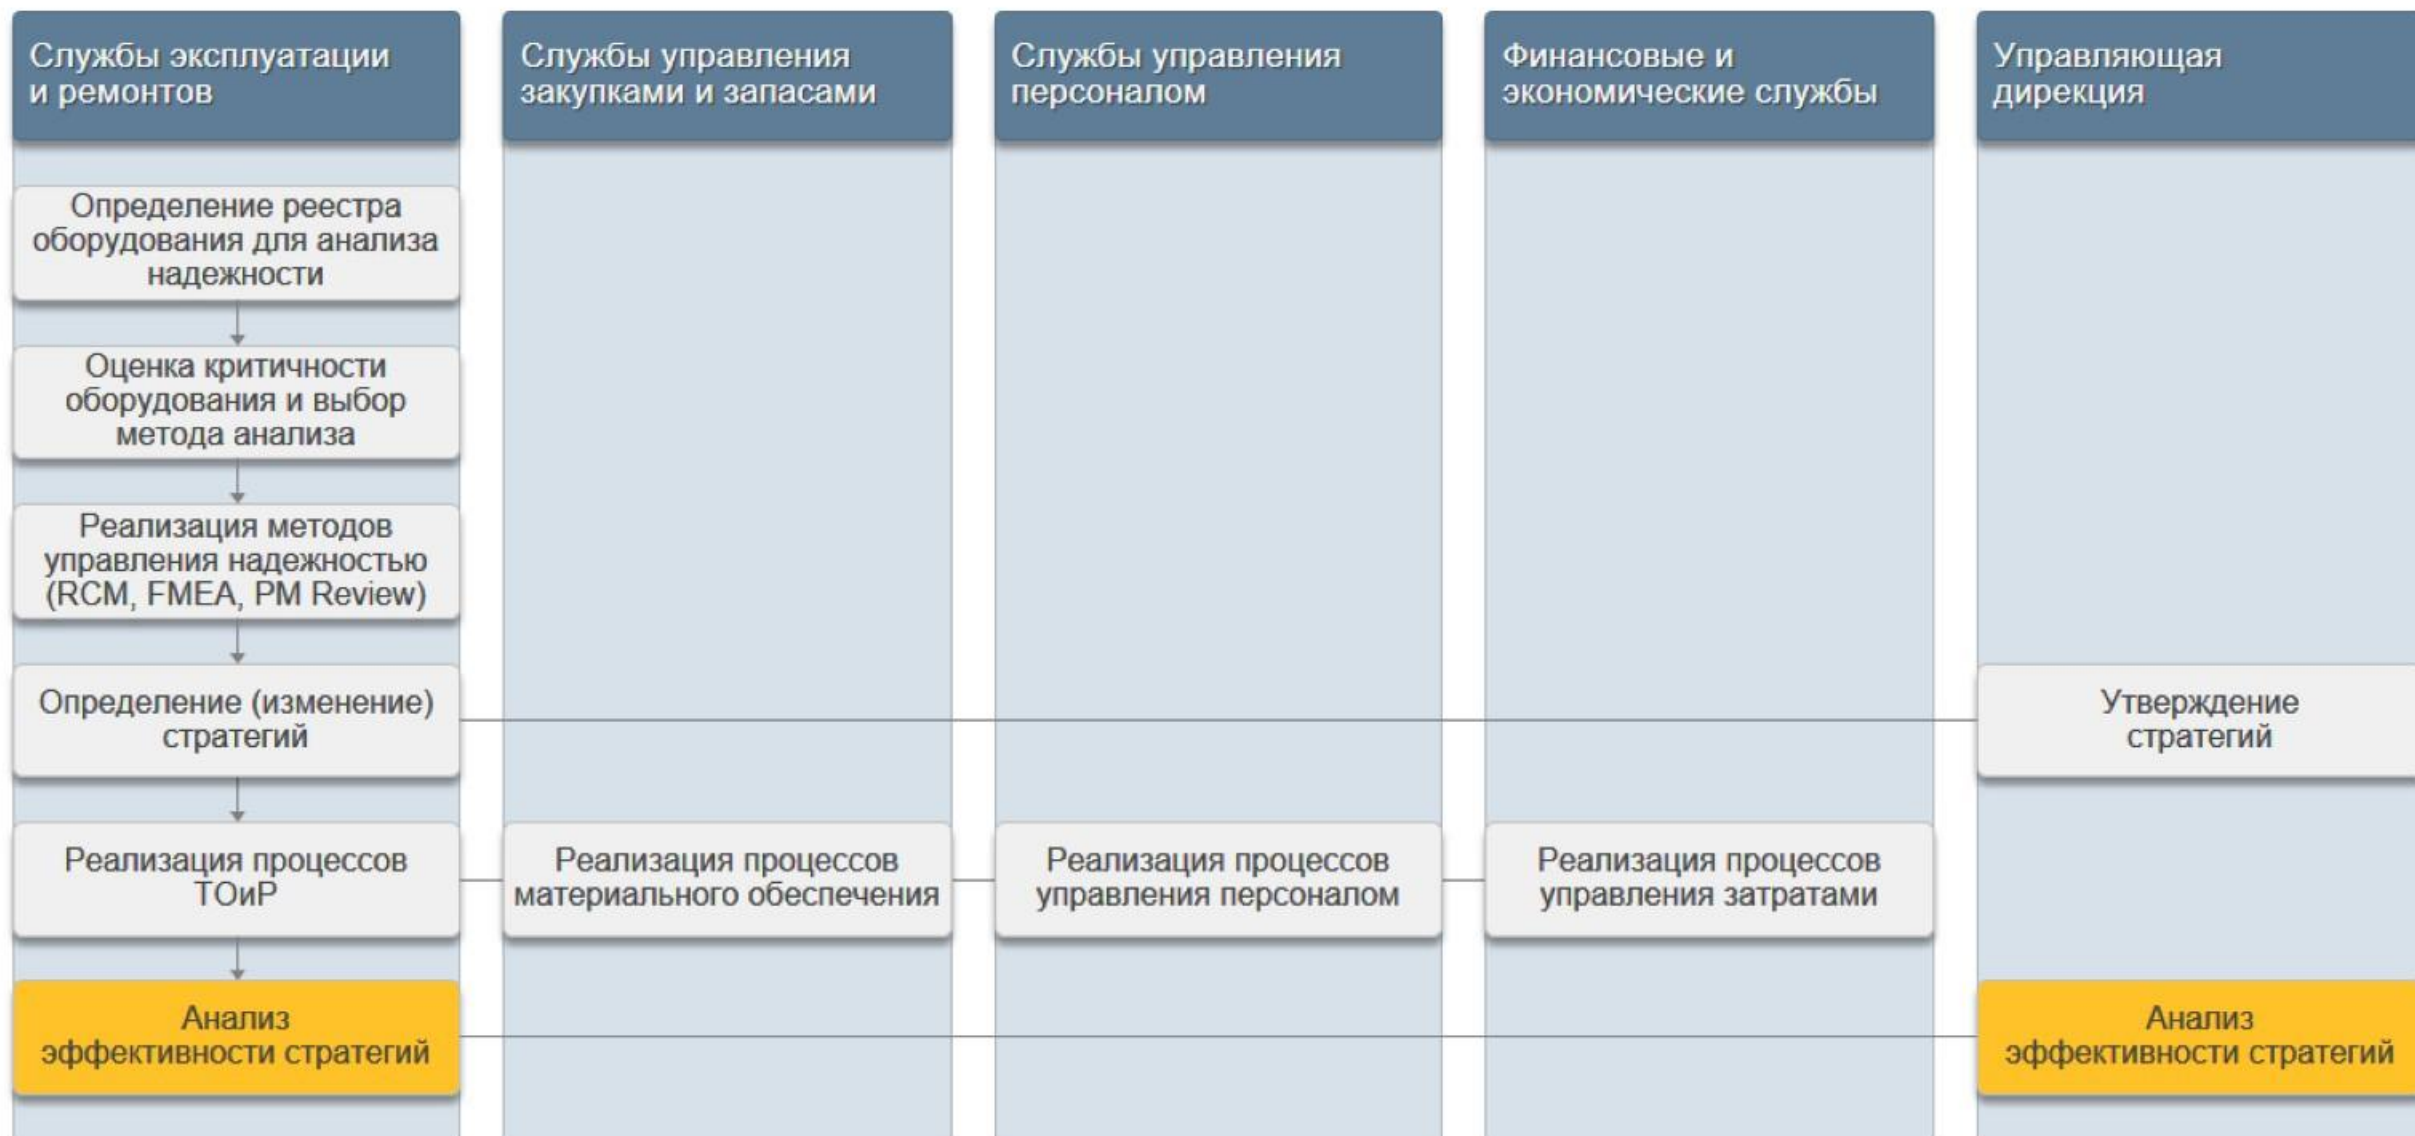 Службы эксплуатации
и ремонтов
Службы управления
закупками и запасами
Службы управления
персоналом
Финансовые и
экономические службы
Управляющая
дирекция
Определение реестра
оборудования для анализа
надежности
Оценка критичности
оборудования и выбор
метода анализа
Реализация методов
управления надежностью
(RCM, FMEA, PM Review)
Определение (изменение)
стратегий
Утверждение
стратегий
Реализация процессов
ТОиР
Реализация процессов
материального обеспечения
Реализация процессов
управления персоналом
Реализация процессов
управления затратами
Анализ
эффективности стратегий
Анализ
эффективности стратегий